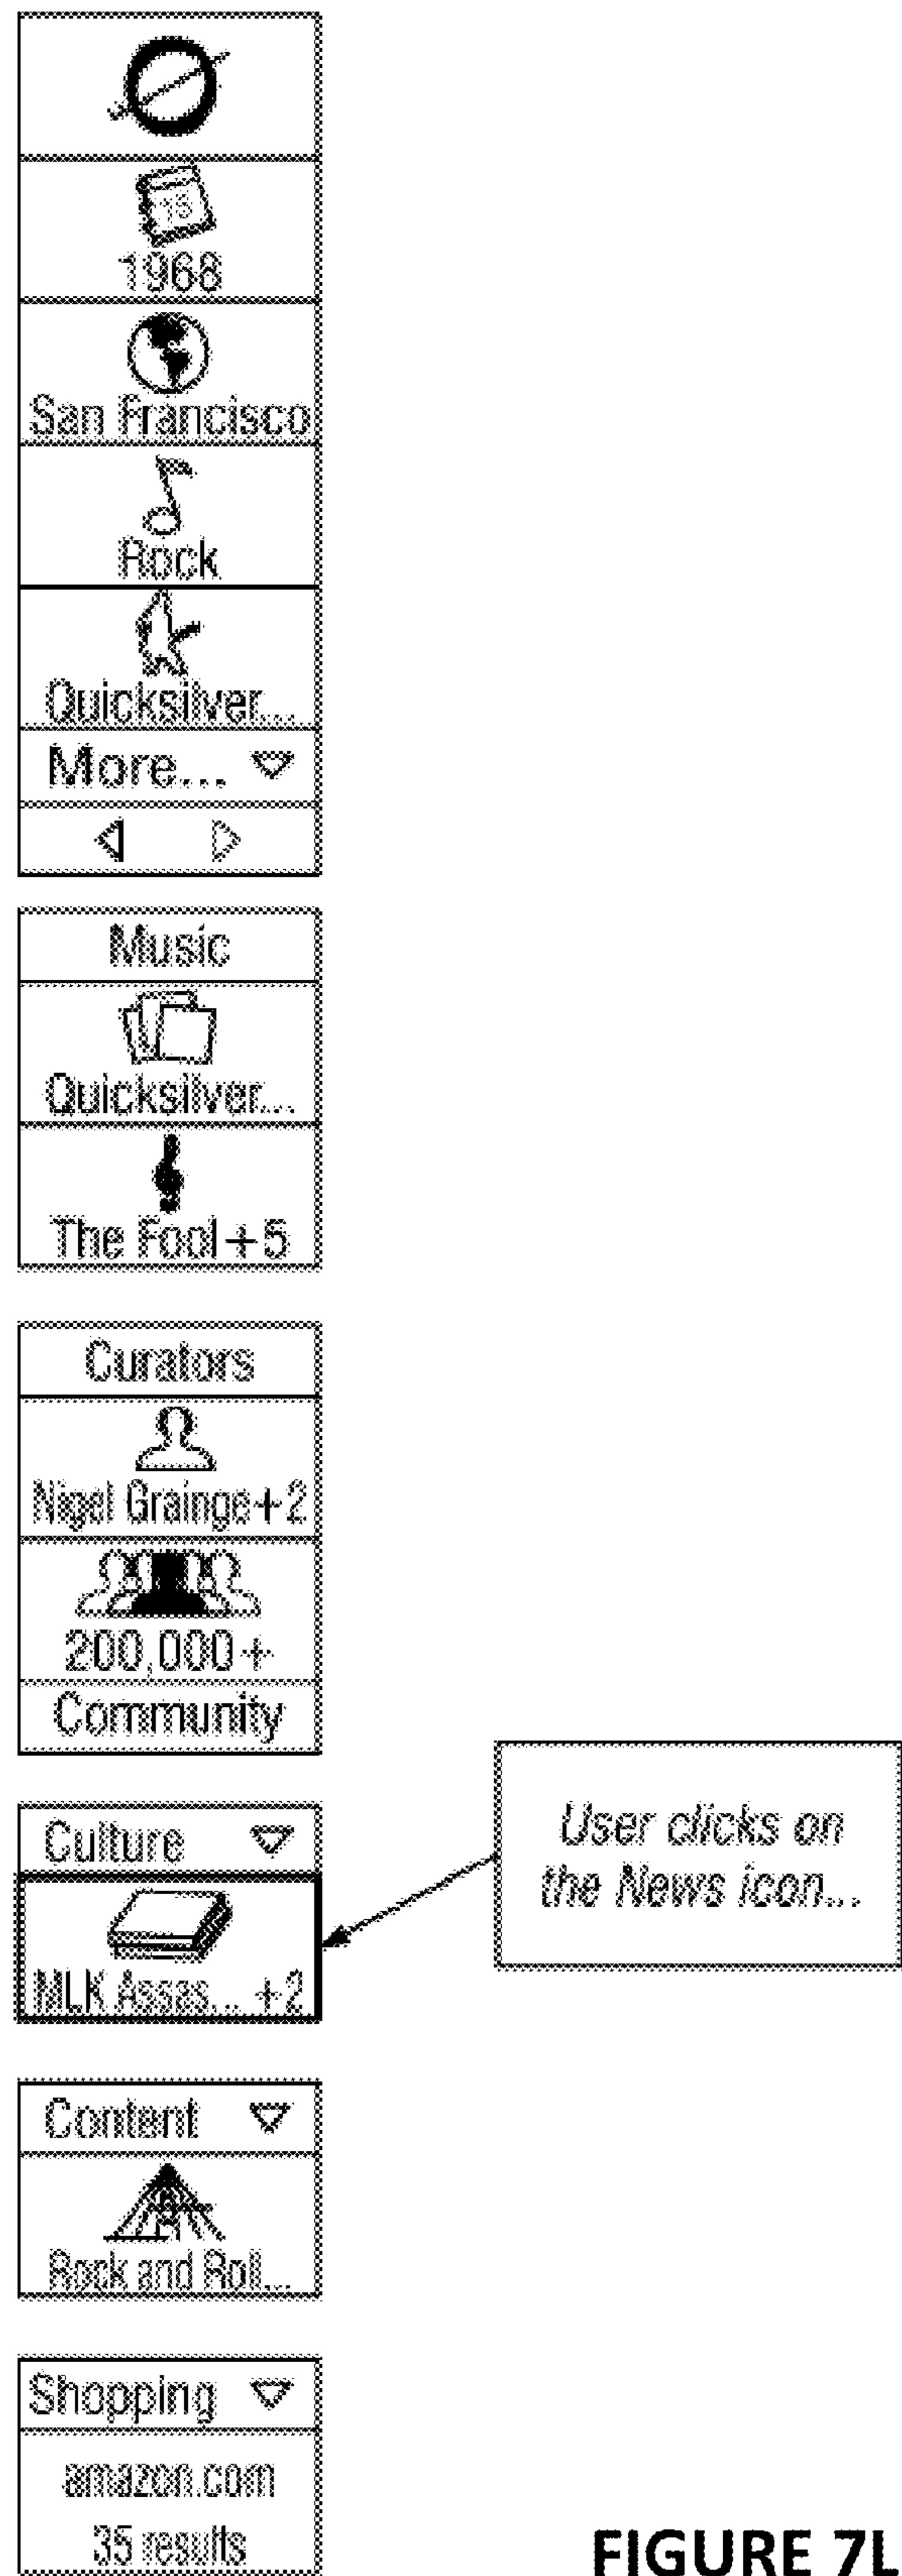 15
1968
San Francisco
Rock
Quicksilver...
More...
Music
Quicksilver...
The Fool +5
Curators
Nigel Grainge+2
200,000+
Community
Culture
User clicks on
the News icon...
MLK Assas... +2
Content
Rock and Roll...
Shopping
amazon.com
35 results
FIGURE 7L